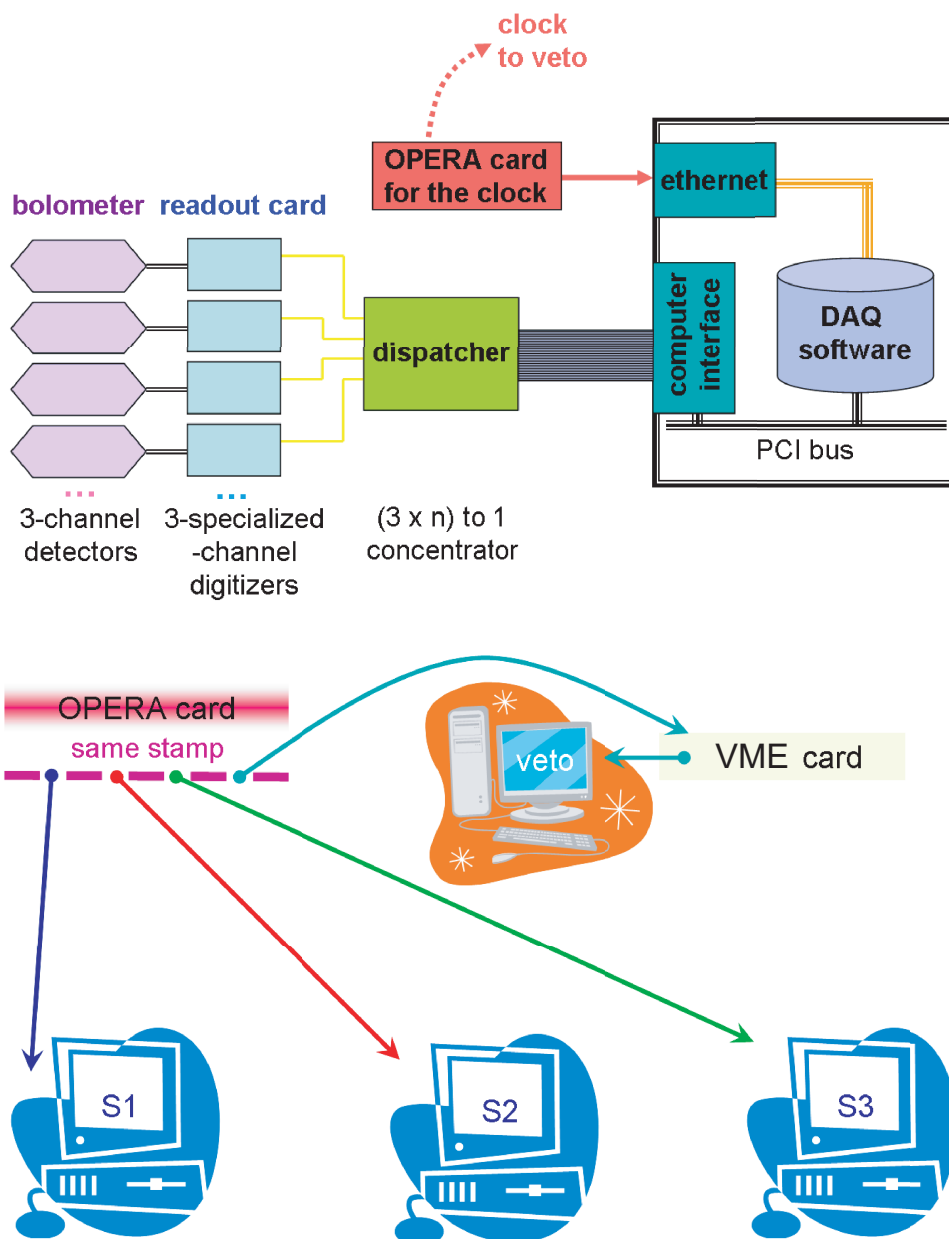 clock
to veto
OPERA card
for the clock
ethernet
bolometer
readout card
computer
interface
DAQ
software
dispatcher
PCI bus
3-channel
detectors
3-specialized
-channel
digitizers
(3 x n) to 1
concentrator
OPERA card
same stamp
veto
VME card
S1
S2
S3